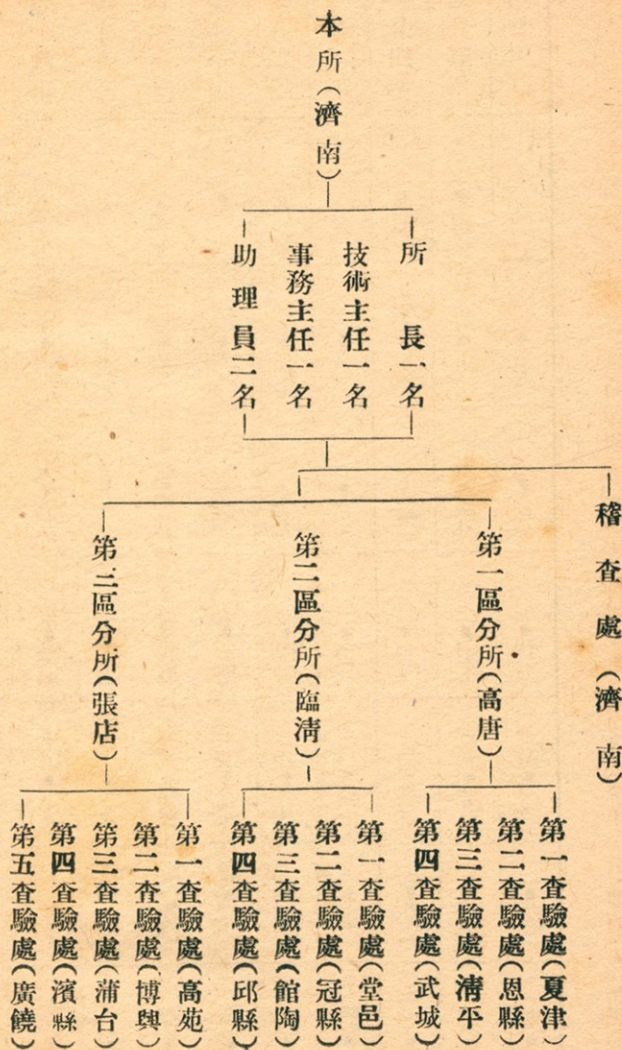 本所（濟南）
所長一名
技術主任一名
事務主任一名
助理員二名
稽查處（濟南）
第一區分所（高唐）
第二區分所（臨清）
第三區分所（張店）
第一查驗處（夏津）
第二查驗處（恩縣）
第三查驗處（清平）
第四查驗處（武城）
第一查驗處（堂邑）
第二查驗處（冠縣）
第三查驗處（館陶）
第四查驗處（邱縣）
第一查驗處（高苑）
第二查驗處（博興）
第三查驗處（蒲台）
第四查驗處（濱縣）
第五查驗處（廣饒）